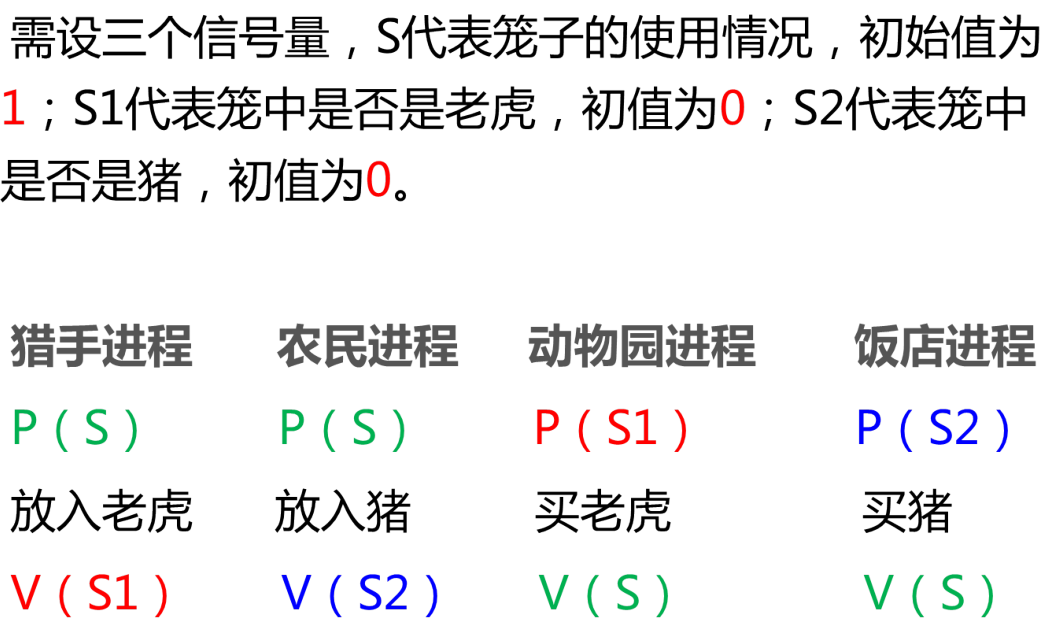 需设三个信号量，S代表笼子的使用情况，初始值为
1；S1代表笼中是否是老虎，初值为0；S2代表笼中
是否是猪，初值为0。
猎手进程 农民进程 动物园进程 饭店进程
P（S） P（S） P（S1） P（S2）
放入老虎 放入猪 买老虎 买猪
V（S1） V（S2） V（S） V（S）